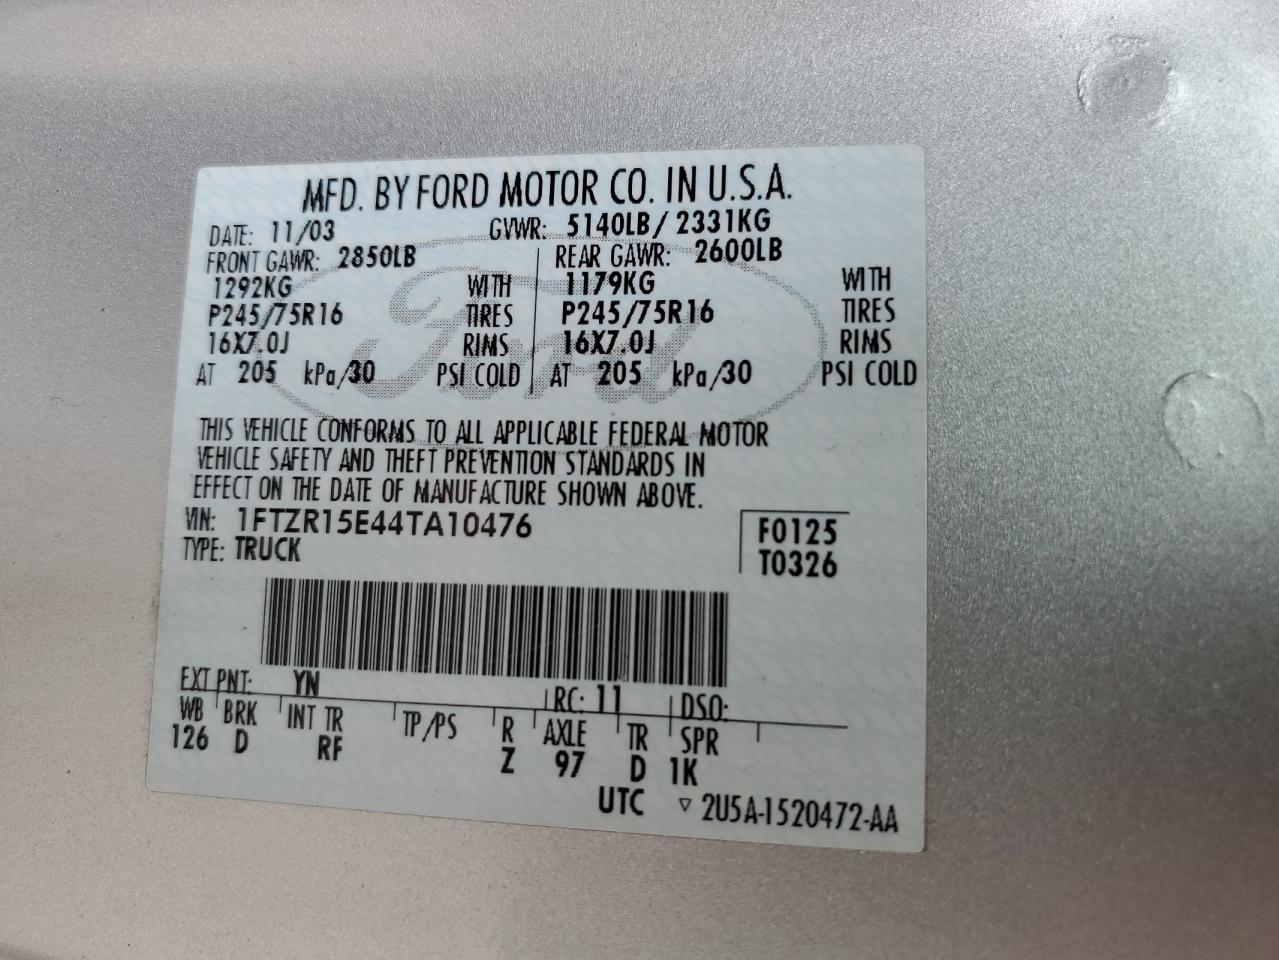 MFD. BY FORD MOTOR CO. IN U.S.A.
DATE: 11/03 GVWR: 5140LB/ 2331KG
FRONT GAWR: 2850LB REAR GAWR: 2600LB
1292KG WITH 1179KG WITH
P245/75R16 TIRES P245/75R16 TIRES
16X7.0J RIMS 16X7.0J RIMS
AT 205 kPa/30 PSI COLD AT 205 kPa/30 PSI COLD
Ford
THIS VEHICLE CONFORMS TO ALL APPLICABLE FEDERAL MOTOR
VEHICLE SAFETY AND THEFT PREVENTION STANDARDS IN
EFFECT ON THE DATE OF MANUFACTURE SHOWN ABOVE.
VIN: 1FTZR15E44TA10476 F0125
TYPE: TRUCK T0326
EXT PNT: YN RC: 11 DSO:
WB BRK INT TR TP/PS R AXLE TR SPR
126 D RF Z 97 D 1K
UTC ▽ 2U5A-1520472-AA